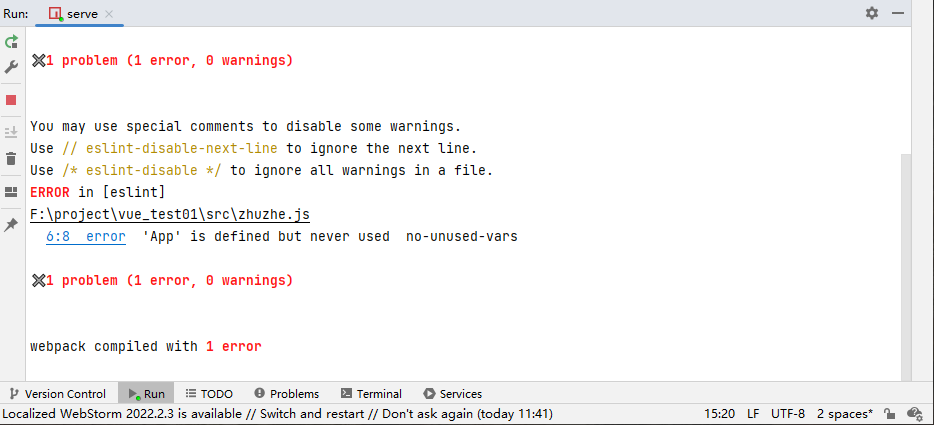 Run: serve
✖1 problem (1 error, 0 warnings)
You may use special comments to disable some warnings.
Use // eslint-disable-next-line to ignore the next line.
Use /* eslint-disable */ to ignore all warnings in a file.
ERROR in [eslint]
F:\project\vue_test01\src\zhuzhe.js
6:8 error 'App' is defined but never used no-unused-vars
✖1 problem (1 error, 0 warnings)
webpack compiled with 1 error
Version Control Run TODO Problems Terminal Services
Localized WebStorm 2022.2.3 is available // Switch and restart // Don't ask again (today 11:41) 15:20 LF UTF-8 2 spaces*